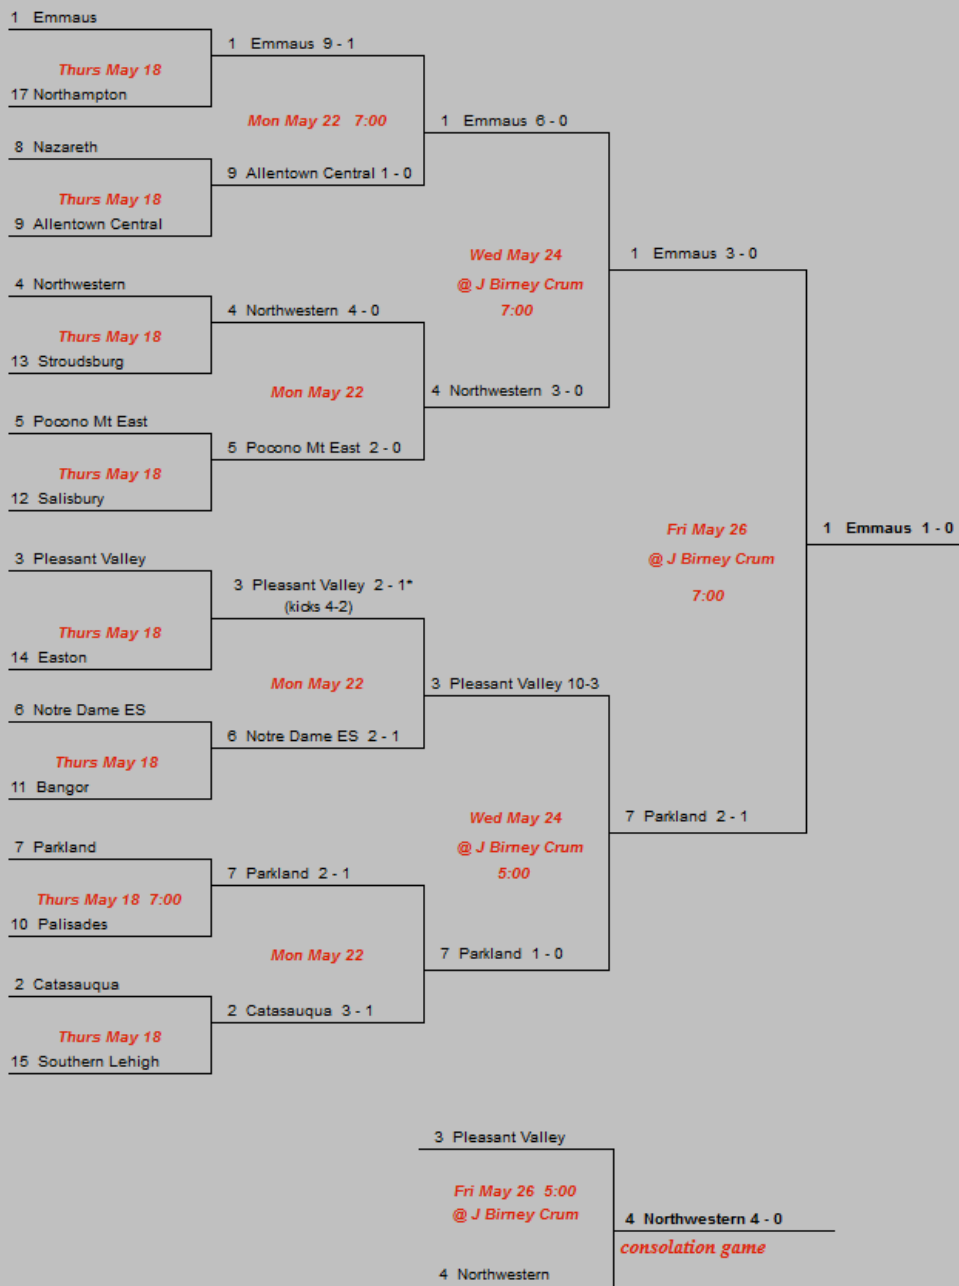 1 Emmaus
1 Emmaus 9 - 1
Thurs May 18
17 Northampton
Mon May 22 7:00
1 Emmaus 6 - 0
8 Nazareth
9 Allentown Central 1 - 0
Thurs May 18
9 Allentown Central
Wed May 24
@ J Birney Crum
7:00
1 Emmaus 3 - 0
4 Northwestern
4 Northwestern 4 - 0
Thurs May 18
13 Stroudsburg
Mon May 22
4 Northwestern 3 - 0
5 Pocono Mt East
5 Pocono Mt East 2 - 0
Thurs May 18
12 Salisbury
Fri May 26
@ J Birney Crum
7:00
1 Emmaus 1 - 0
3 Pleasant Valley
3 Pleasant Valley 2 - 1*
(kicks 4-2)
Thurs May 18
14 Easton
Mon May 22
3 Pleasant Valley 10-3
6 Notre Dame ES
6 Notre Dame ES 2 - 1
Thurs May 18
11 Bangor
Wed May 24
@ J Birney Crum
5:00
7 Parkland 2 - 1
7 Parkland
7 Parkland 2 - 1
Thurs May 18 7:00
10 Palisades
Mon May 22
7 Parkland 1 - 0
2 Catasauqua
2 Catasauqua 3 - 1
Thurs May 18
15 Southern Lehigh
3 Pleasant Valley
Fri May 26 5:00
@ J Birney Crum
4 Northwestern 4 - 0
consolation game
4 Northwestern